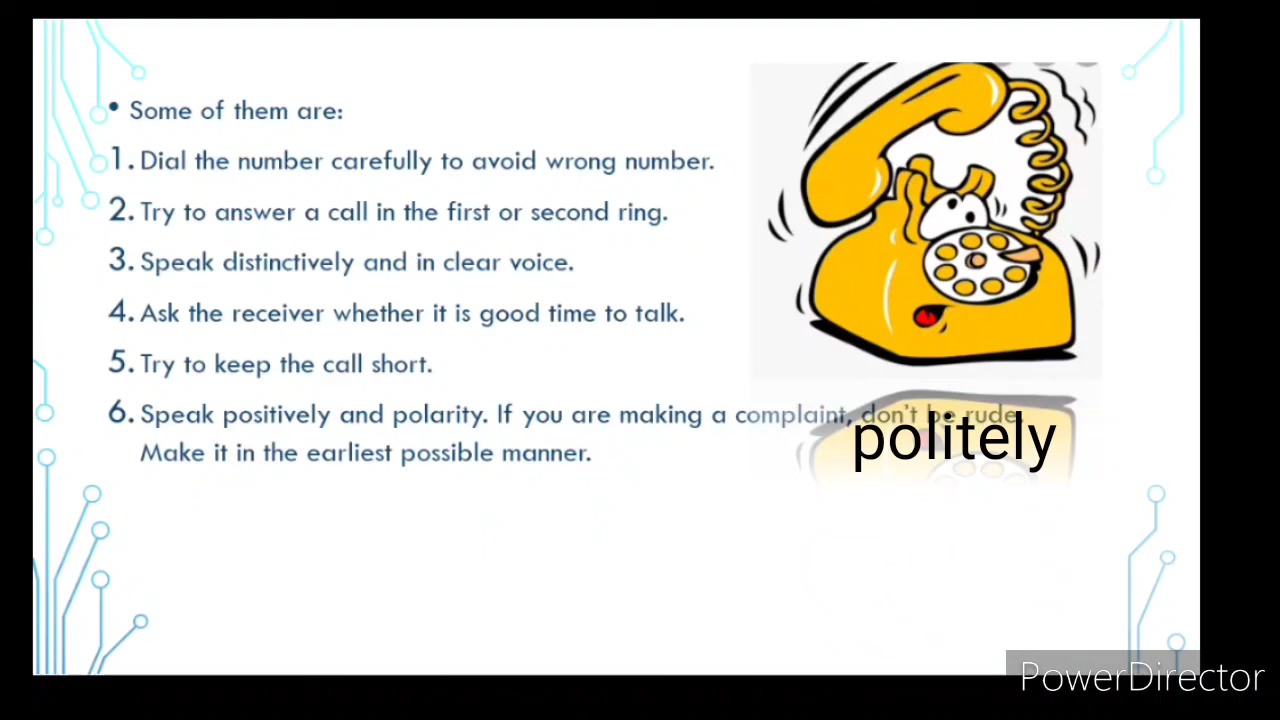 • Some of them are:
1. Dial the number carefully to avoid wrong number.
2. Try to answer a call in the first or second ring.
3. Speak distinctively and in clear voice.
4. Ask the receiver whether it is good time to talk.
5. Try to keep the call short.
6. Speak positively and polarity. If you are making a complaint, don't be rude.
politely
Make it in the earliest possible manner.
PowerDirector